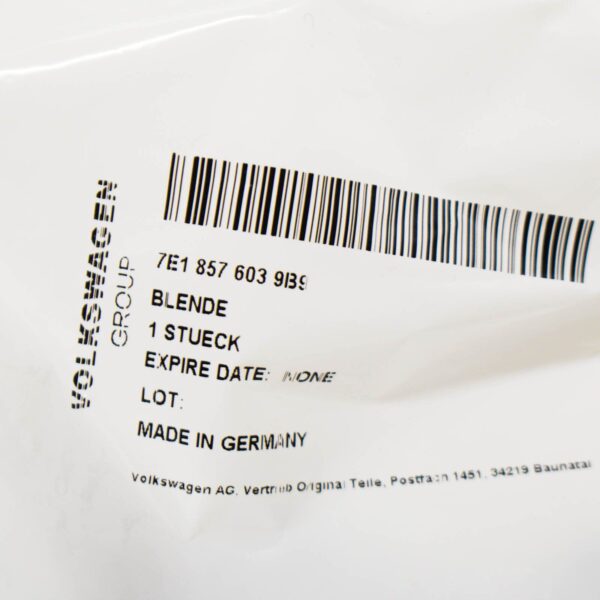 VOLKSWAGEN
GROUP
7E1 857 603 9B9
BLENDE
1 STUECK
EXPIRE DATE: NONE
LOT:
MADE IN GERMANY
Volkswagen AG, Vertrieb Original Teile, Postfach 1451, 34219 Baunatal